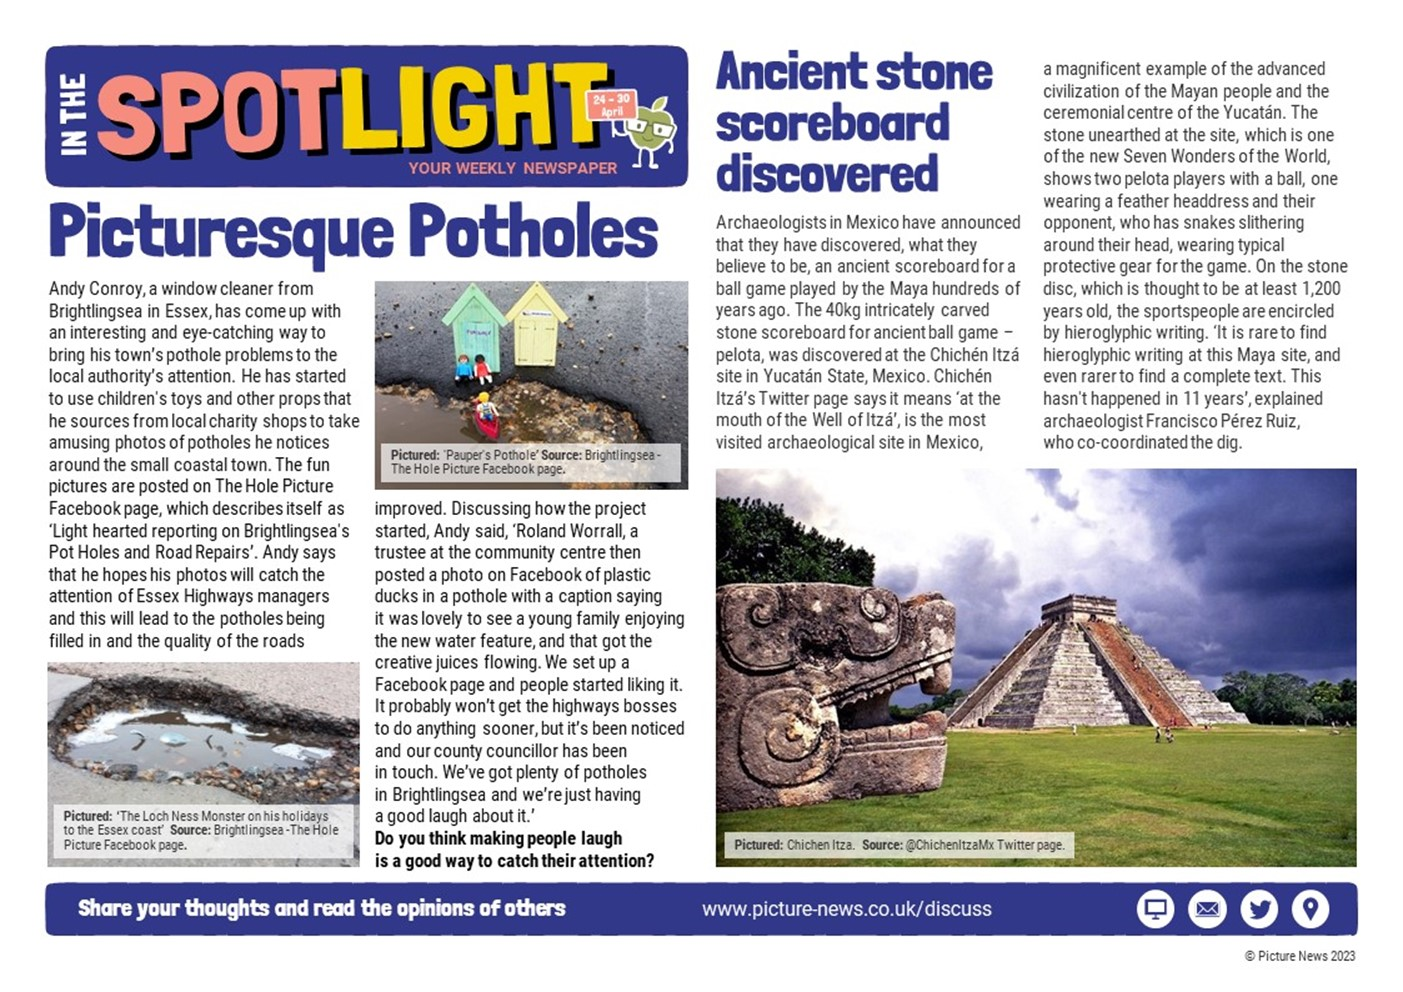 IN THE
SPOTLIGHT
24 – 30
April
YOUR WEEKLY NEWSPAPER
Picturesque Potholes
Andy Conroy, a window cleaner from
Brightlingsea in Essex, has come up with
an interesting and eye-catching way to
bring his town's pothole problems to the
local authority's attention. He has started
to use children's toys and other props that
he sources from local charity shops to take
amusing photos of potholes he notices
around the small coastal town. The fun
pictures are posted on The Hole Picture
Facebook page, which describes itself as
‘Light hearted reporting on Brightlingsea's
Pot Holes and Road Repairs’. Andy says
that he hopes his photos will catch the
attention of Essex Highways managers
and this will lead to the potholes being
filled in and the quality of the roads
Pictured: ‘The Loch Ness Monster on his holidays
to the Essex coast’ Source: Brightlingsea -The Hole
Picture Facebook page.
Pictured: ‘Pauper's Pothole’ Source: Brightlingsea -
The Hole Picture Facebook page.
improved. Discussing how the project
started, Andy said, ‘Roland Worrall, a
trustee at the community centre then
posted a photo on Facebook of plastic
ducks in a pothole with a caption saying
it was lovely to see a young family enjoying
the new water feature, and that got the
creative juices flowing. We set up a
Facebook page and people started liking it.
It probably won't get the highways bosses
to do anything sooner, but it's been noticed
and our county councillor has been
in touch. We've got plenty of potholes
in Brightlingsea and we're just having
a good laugh about it.’
Do you think making people laugh
is a good way to catch their attention?
Ancient stone
scoreboard
discovered
Archaeologists in Mexico have announced
that they have discovered, what they
believe to be, an ancient scoreboard for a
ball game played by the Maya hundreds of
years ago. The 40kg intricately carved
stone scoreboard for ancient ball game –
pelota, was discovered at the Chichén Itzá
site in Yucatán State, Mexico. Chichén
Itzá's Twitter page says it means ‘at the
mouth of the Well of Itzá’, is the most
visited archaeological site in Mexico,
a magnificent example of the advanced
civilization of the Mayan people and the
ceremonial centre of the Yucatán. The
stone unearthed at the site, which is one
of the new Seven Wonders of the World,
shows two pelota players with a ball, one
wearing a feather headdress and their
opponent, who has snakes slithering
around their head, wearing typical
protective gear for the game. On the stone
disc, which is thought to be at least 1,200
years old, the sportspeople are encircled
by hieroglyphic writing. ‘It is rare to find
hieroglyphic writing at this Maya site, and
even rarer to find a complete text. This
hasn't happened in 11 years’, explained
archaeologist Francisco Pérez Ruiz,
who co-coordinated the dig.
Pictured: Chichen Itza. Source: @ChichenItzaMx Twitter page.
Share your thoughts and read the opinions of others
www.picture-news.co.uk/discuss
© Picture News 2023